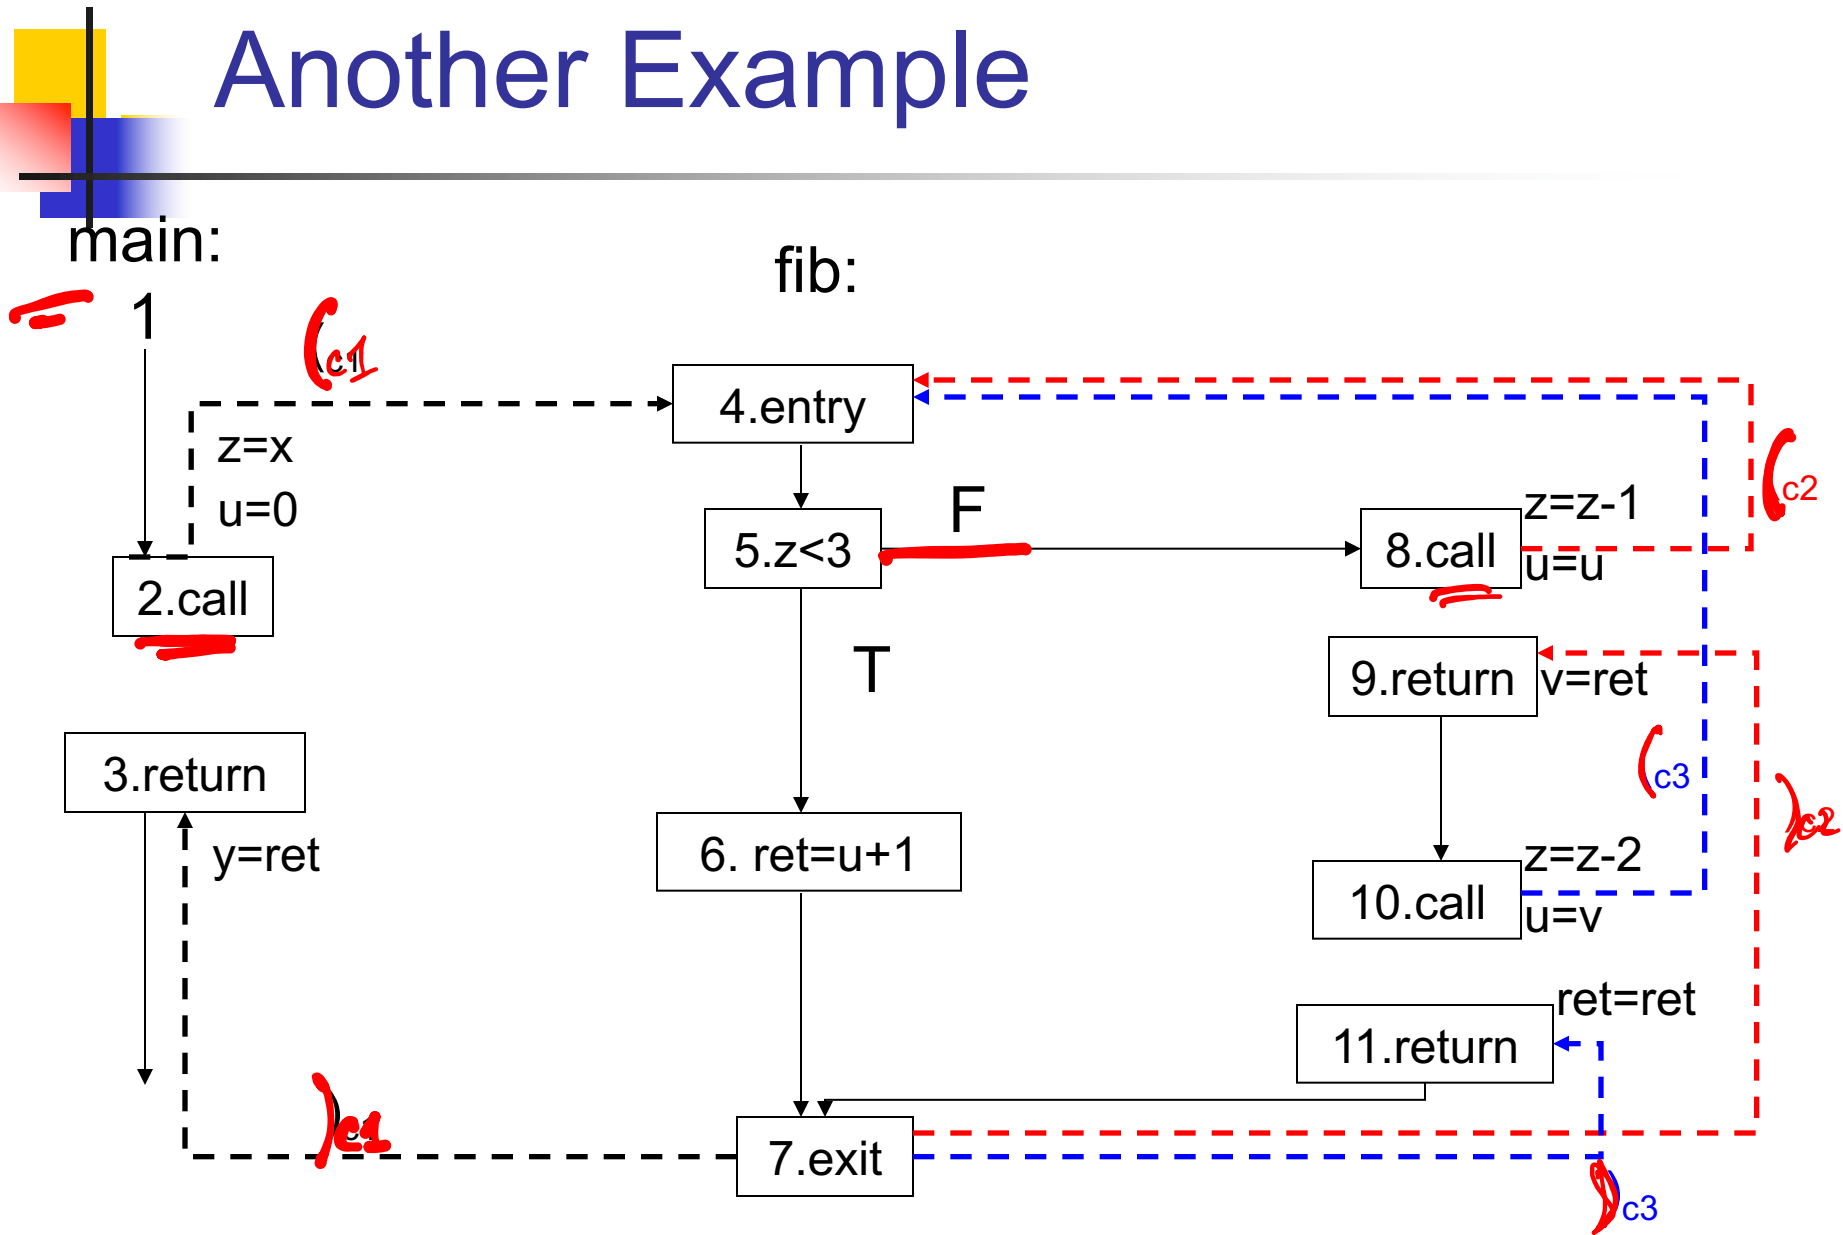 Another Example
main:
fib:
1
(c1
4.entry
z=x
u=0
(c2
F
z=z-1
5.z<3
8.call
u=u
2.call
T
9.return
v=ret
3.return
(c3
)c2
y=ret
6. ret=u+1
z=z-2
10.call
u=v
ret=ret
11.return
)c1
7.exit
)c3